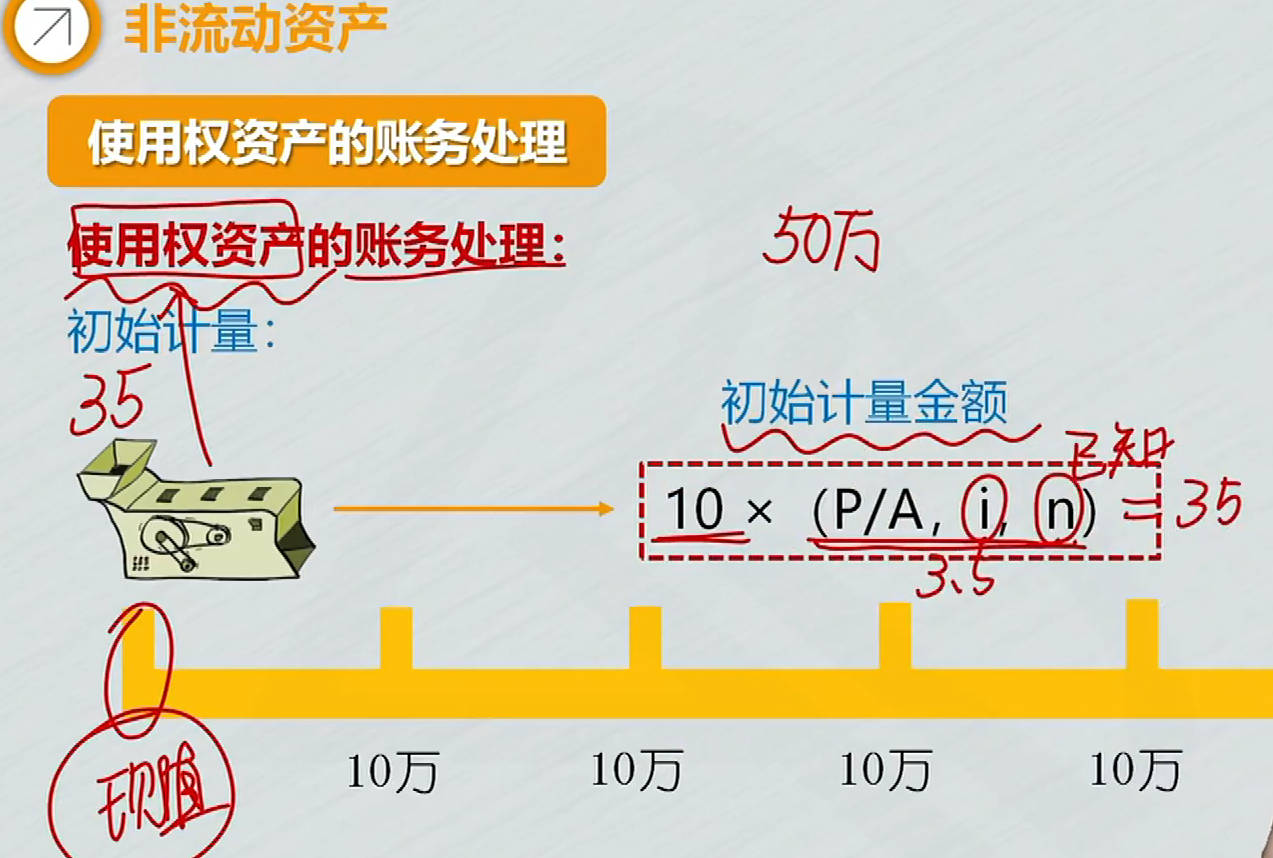 非流动资产
使用权资产的账务处理
使用权资产的账务处理：
50万
初始计量：
35
初始计量金额
已知
10 × （P/A，i，n） = 35
3.5
现值
10万 10万 10万 10万